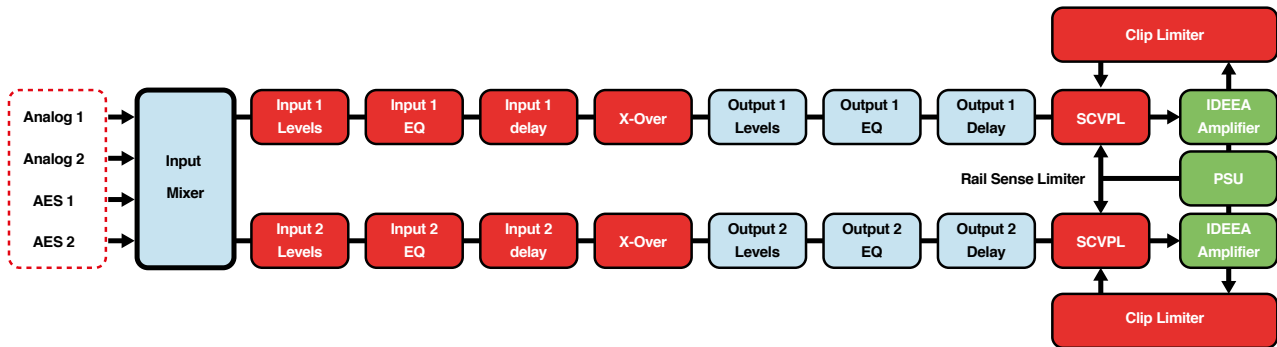 Clip Limiter
Analog 1
Analog 2
AES 1
AES 2
Input
Mixer
Input 1
Levels
Input 1
EQ
Input 1
delay
X-Over
Output 1
Levels
Output 1
EQ
Output 1
Delay
SCVPL
IDEEA
Amplifier
Rail Sense Limiter
PSU
Input 2
Levels
Input 2
EQ
Input 2
delay
X-Over
Output 2
Levels
Output 2
EQ
Output 2
Delay
SCVPL
IDEEA
Amplifier
Clip Limiter